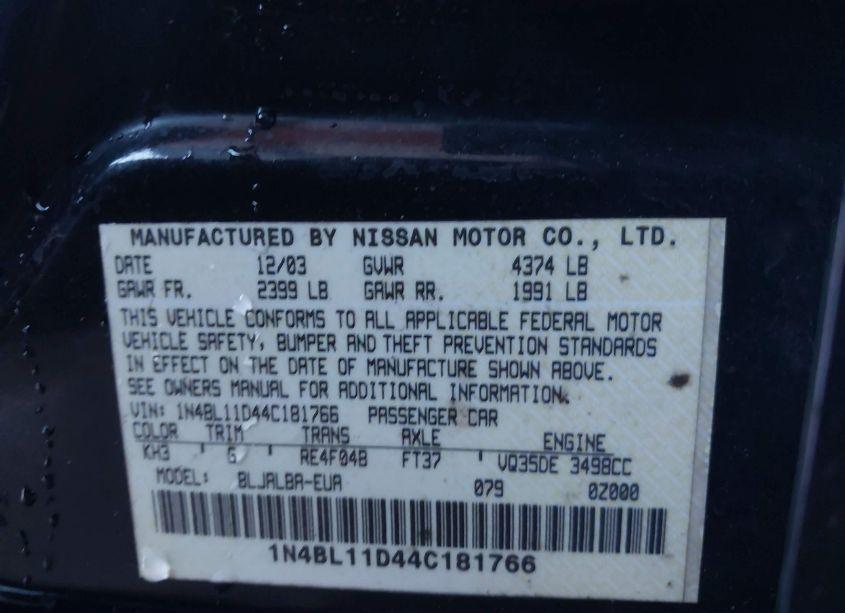 MANUFACTURED BY NISSAN MOTOR CO., LTD.
DATE 12/03 GVWR 4374 LB
GAWR FR. 2399 LB GAWR RR. 1991 LB
THIS VEHICLE CONFORMS TO ALL APPLICABLE FEDERAL MOTOR
VEHICLE SAFETY, BUMPER AND THEFT PREVENTION STANDARDS
IN EFFECT ON THE DATE OF MANUFACTURE SHOWN ABOVE.
SEE OWNERS MANUAL FOR ADDITIONAL INFORMATION.
VIN: 1N4BL11D44C181766 PASSENGER CAR
COLOR TRIM TRANS AXLE ENGINE
KH3 G RE4F04B FT37 VQ35DE 3498CC
MODEL: BLJALBA-EUA 079 0Z000
1N4BL11D44C181766